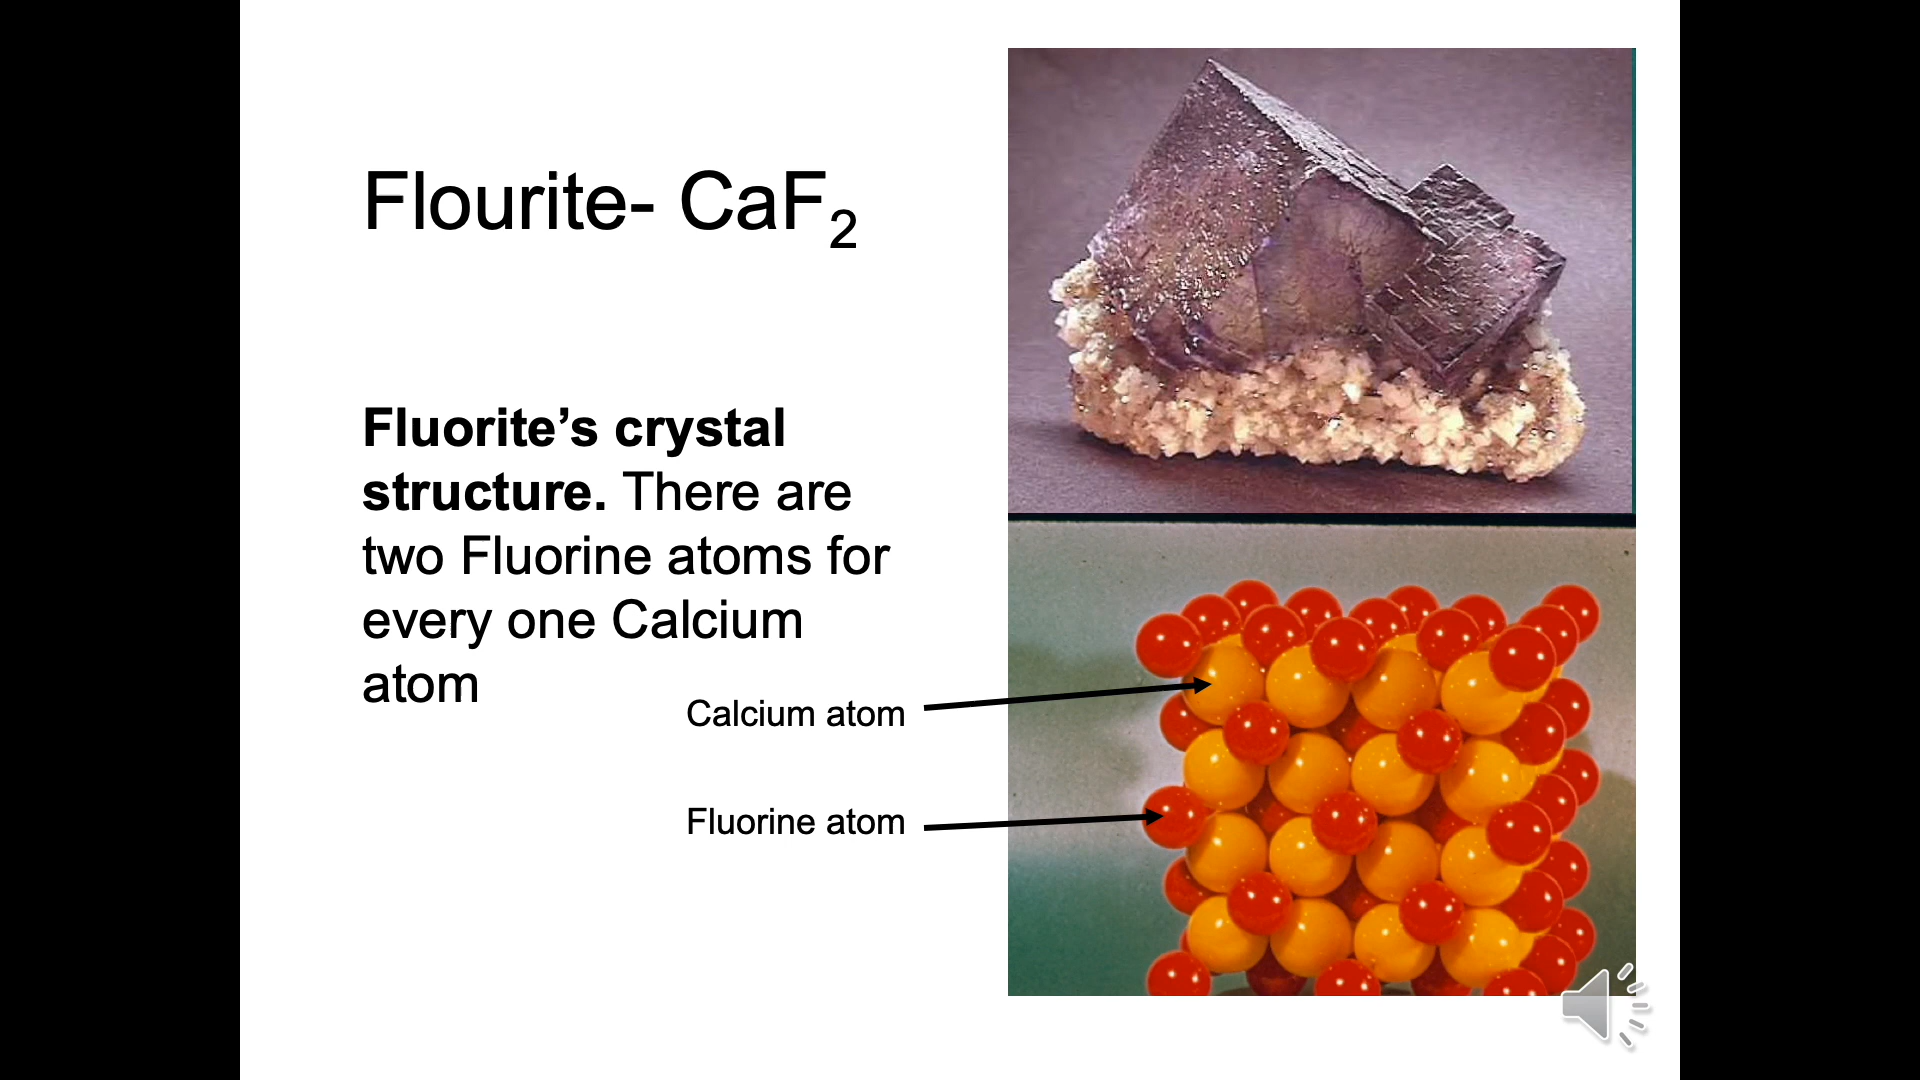 Flourite- CaF₂
Fluorite’s crystal
structure. There are
two Fluorine atoms for
every one Calcium
atom
Calcium atom
Fluorine atom